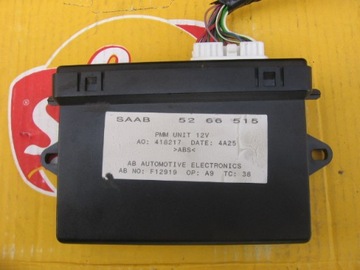 SAAB 52 66 515
PMM UNIT 12V
AO: 418217 DATE: 4A25
>ABS<
AB AUTOMOTIVE ELECTRONICS
AB NO: F12919 OP: A9 TC: 38